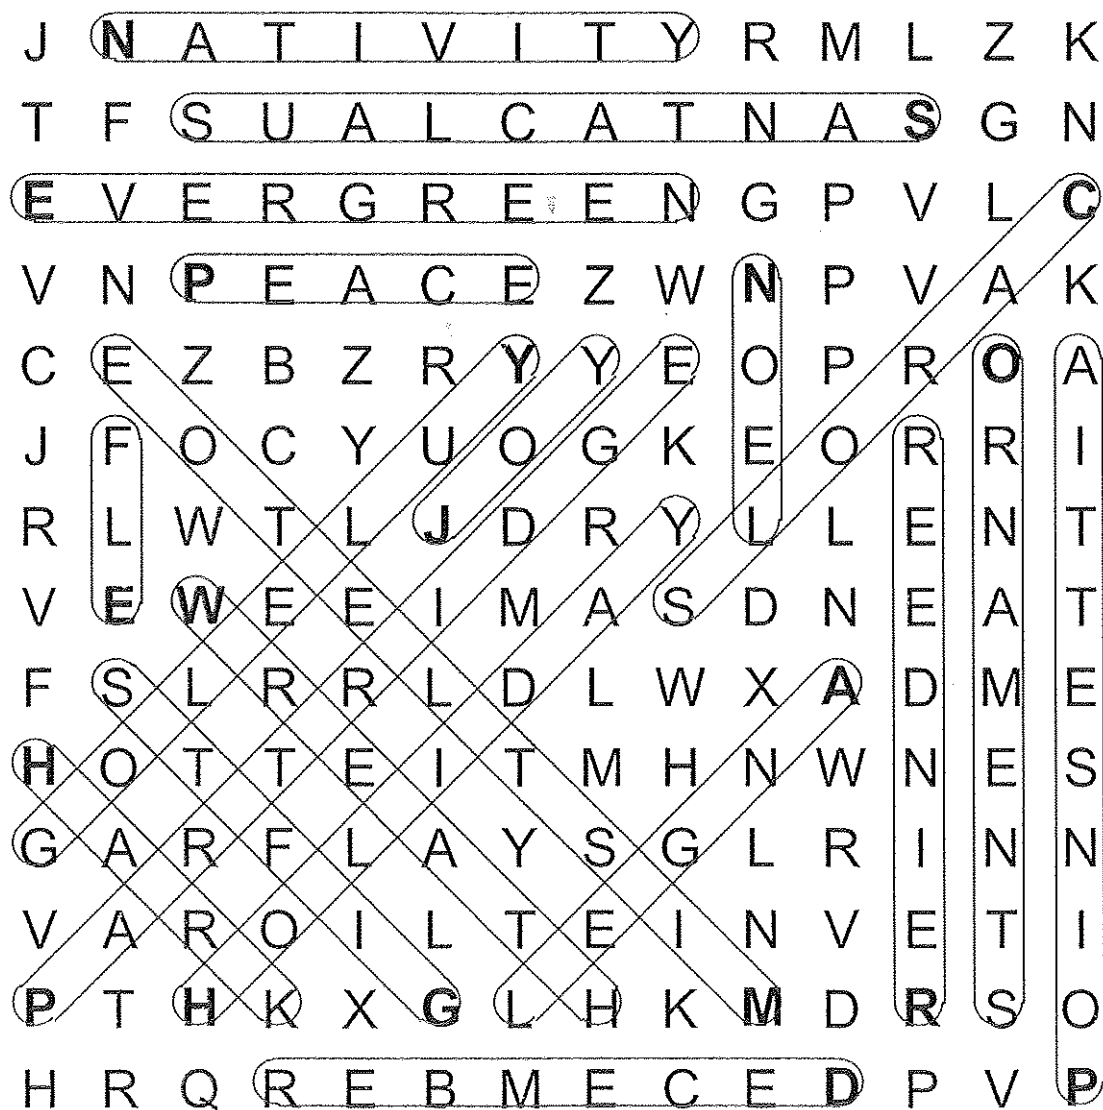 J N A T I V I T Y R M L Z K
T F S U A L C A T N A S G N
E V E R G R E E N G P V L C
V N P E A C E Z W N P V A K
C E Z B Z R Y Y E O P R O A
J F O C Y U O G K E O R R I
R L W T L J D R Y L L E N T
V E W E E I M A S D N E A T
F S L R R L D L W X A D M E
H O T T E I T M H N W N E S
G A R F L A Y S G L R I N N
V A R O I L T E I N V E T I
P T H K X G L H K M D R S O
H R Q R E B M E C E D P V P